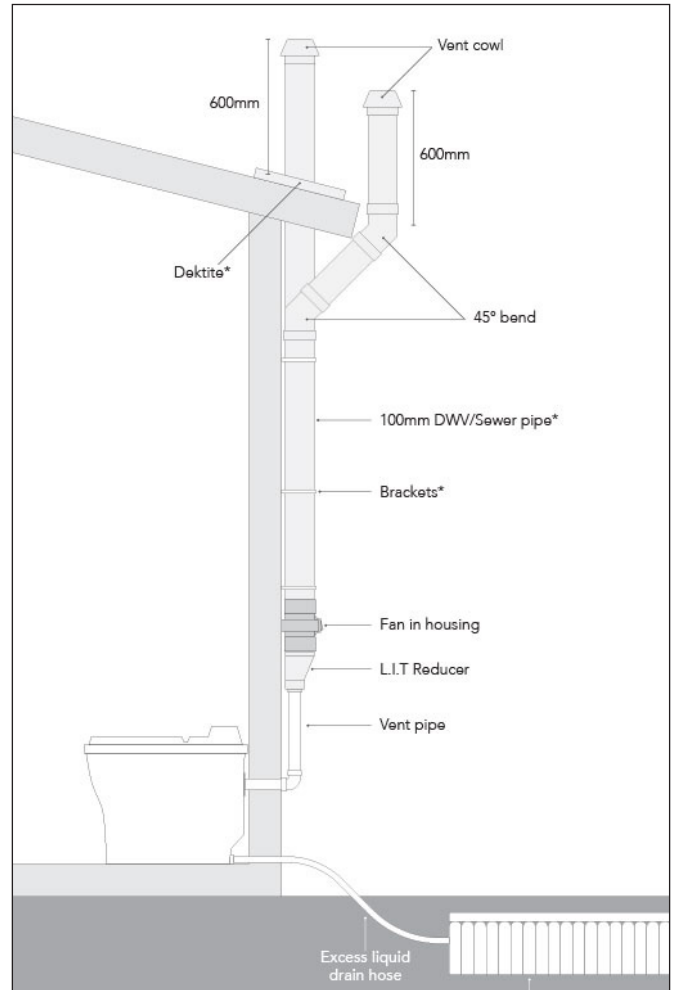 Vent cowl
600mm
600mm
Dektite*
45° bend
100mm DWV/Sewer pipe*
Brackets*
Fan in housing
L.I.T Reducer
Vent pipe
Excess liquid
drain hose